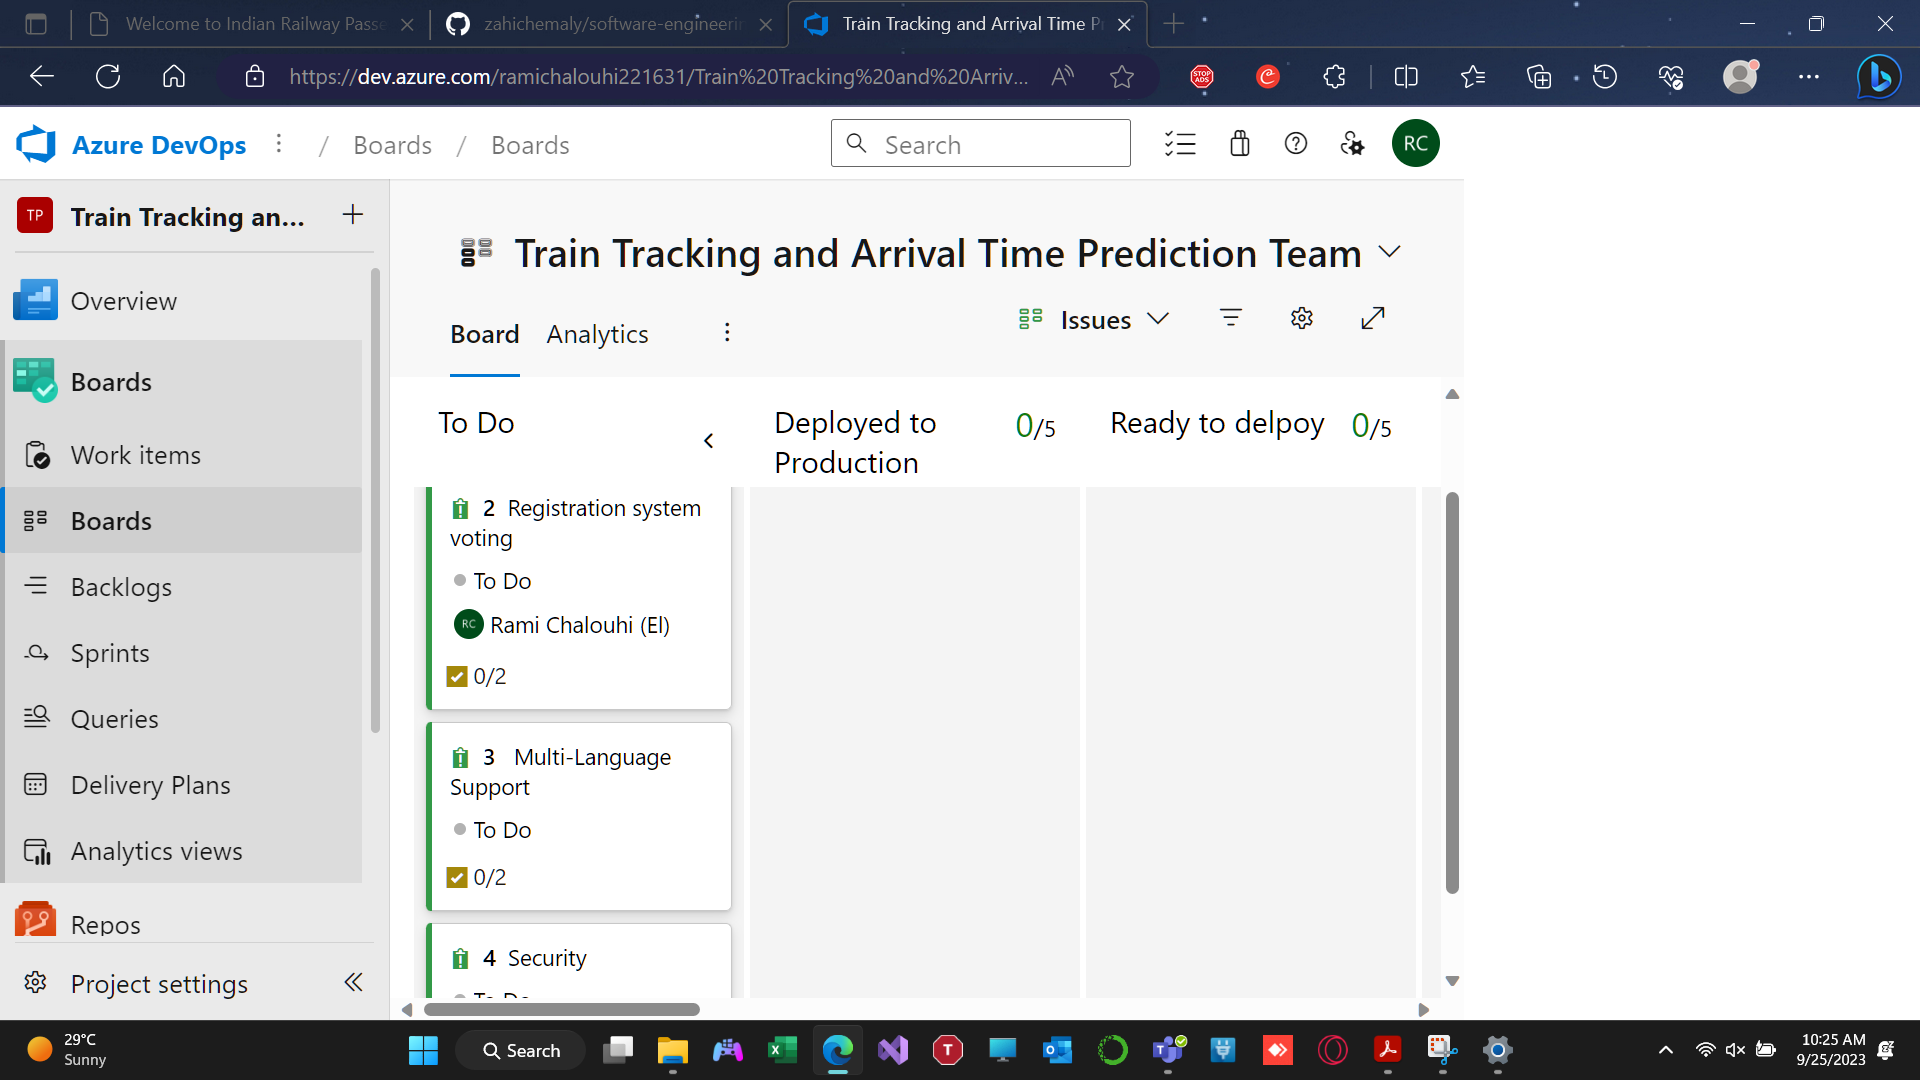 Welcome to Indian Railway Passe
zahichemaly/software-engineerin
Train Tracking and Arrival Time P
https://dev.azure.com/ramichalouhi221631/Train%20Tracking%20and%20Arriv...
Azure DevOps / Boards / Boards
Search
RC
TP Train Tracking an...
Train Tracking and Arrival Time Prediction Team
Overview
Board Analytics
Issues
Boards
To Do
Deployed to
Production
0/5
Ready to delpoy 0/5
Work items
Boards
Backlogs
Sprints
Queries
Delivery Plans
Analytics views
Repos
Project settings
2 Registration system
voting
To Do
RC Rami Chalouhi (El)
0/2
3 Multi-Language
Support
To Do
0/2
4 Security
To Do
29°C
Sunny
Search
10:25 AM
9/25/2023